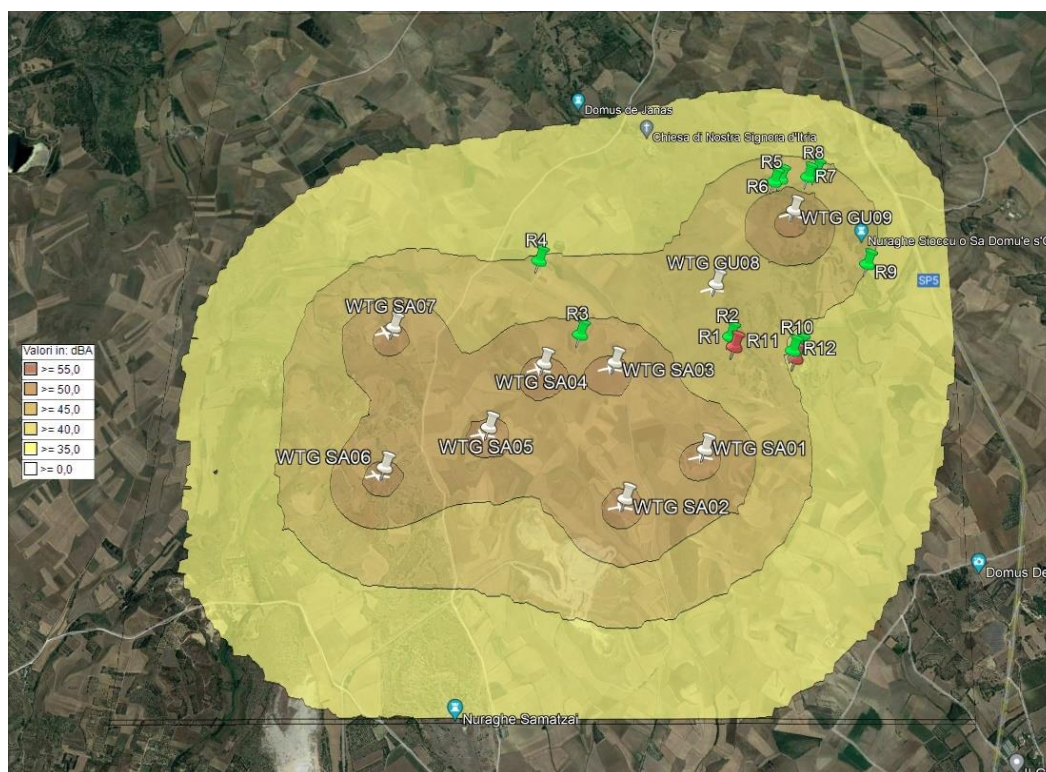 Domus de Janas
Chiesa di Nostra Signora d'Itria
R5
R8
R6
R7
WTG GU09
R4
Nuraghe Sioccu o Sa Domu'e s'
WTG GU08
R9
SP5
WTG SA07
R3
R2
R10
R1
R11
R12
Valori in: dBA
>= 55,0
>= 50,0
>= 45,0
>= 40,0
>= 35,0
>= 0,0
WTG SA03
WTG SA04
WTG SA05
WTG SA01
WTG SA06
WTG SA02
Domus De
Nuraghe Samatzai